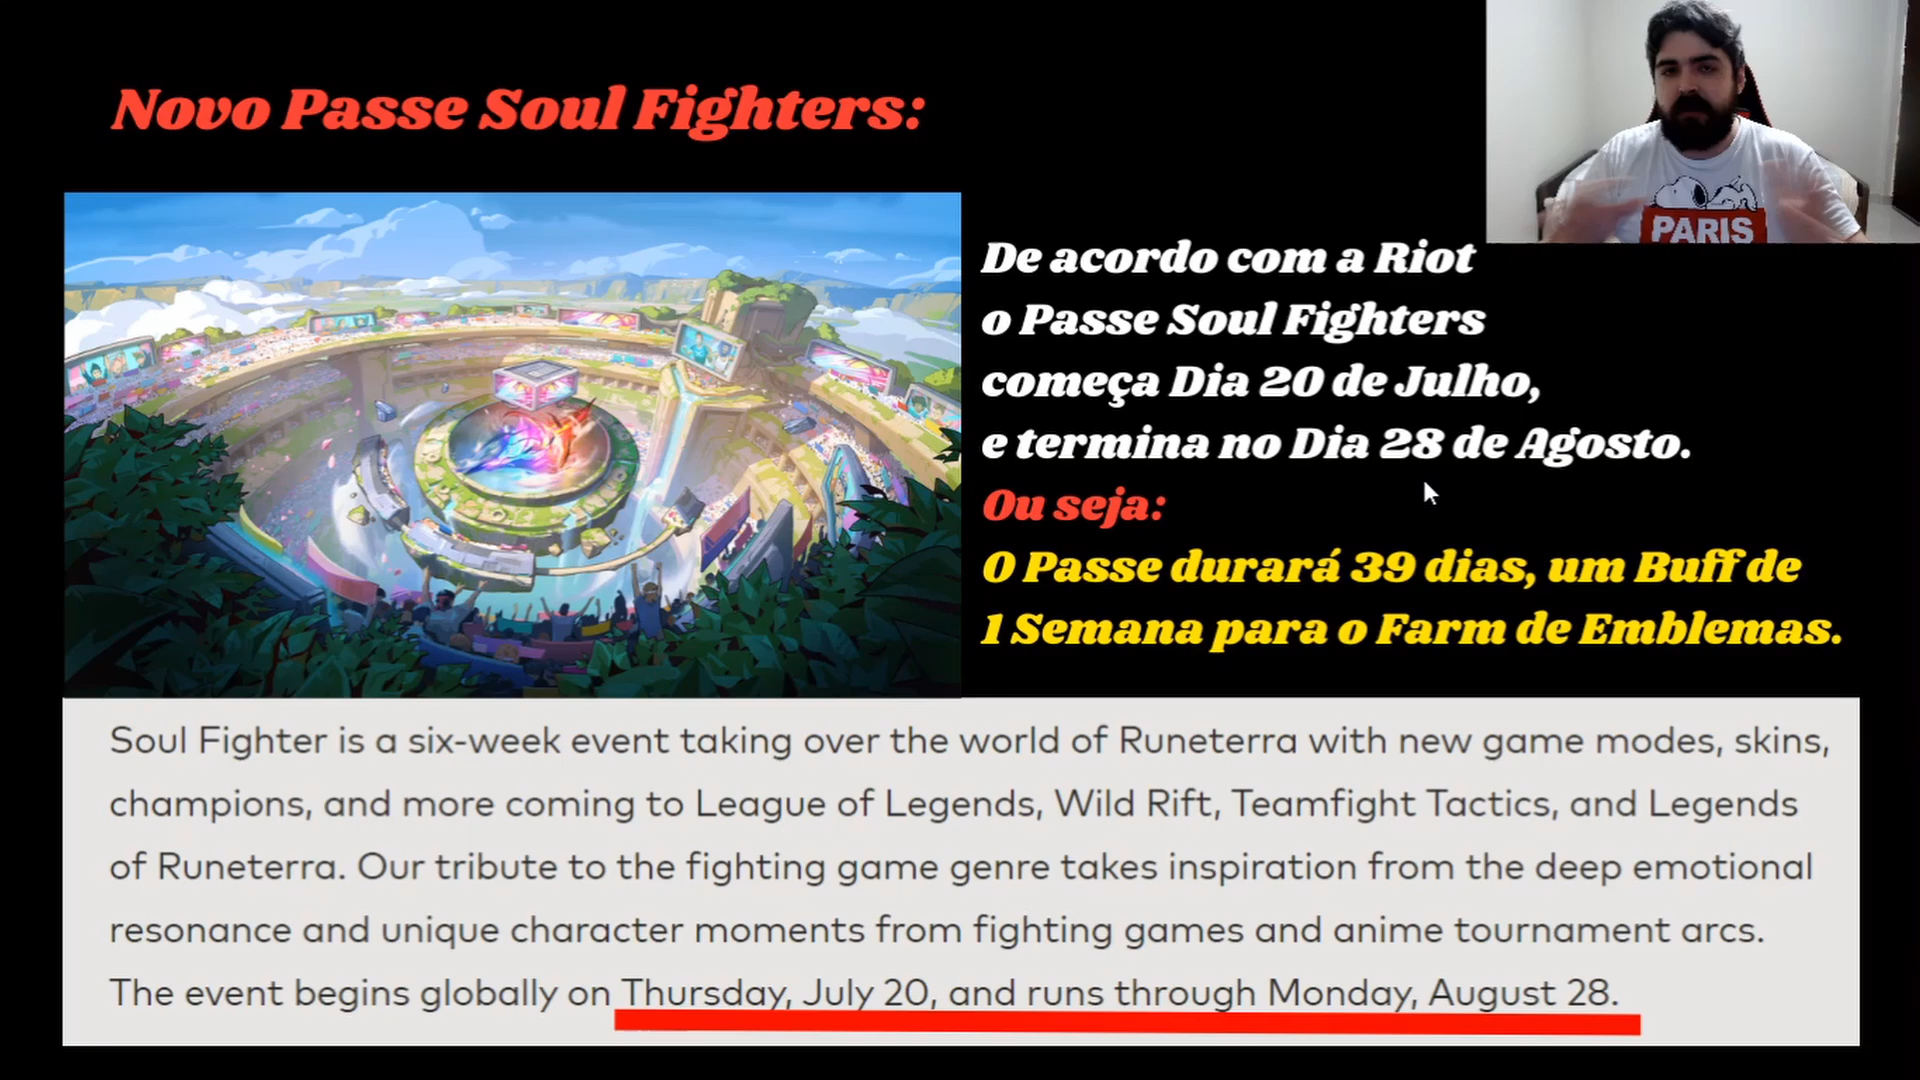 Novo Passe Soul Fighters:
PARIS
De acordo com a Riot
o Passe Soul Fighters
começa Dia 20 de Julho,
e termina no Dia 28 de Agosto.
Ou seja:
O Passe durará 39 dias, um Buff de
1 Semana para o Farm de Emblemas.
Soul Fighter is a six-week event taking over the world of Runeterra with new game modes, skins,
champions, and more coming to League of Legends, Wild Rift, Teamfight Tactics, and Legends
of Runeterra. Our tribute to the fighting game genre takes inspiration from the deep emotional
resonance and unique character moments from fighting games and anime tournament arcs.
The event begins globally on Thursday, July 20, and runs through Monday, August 28.